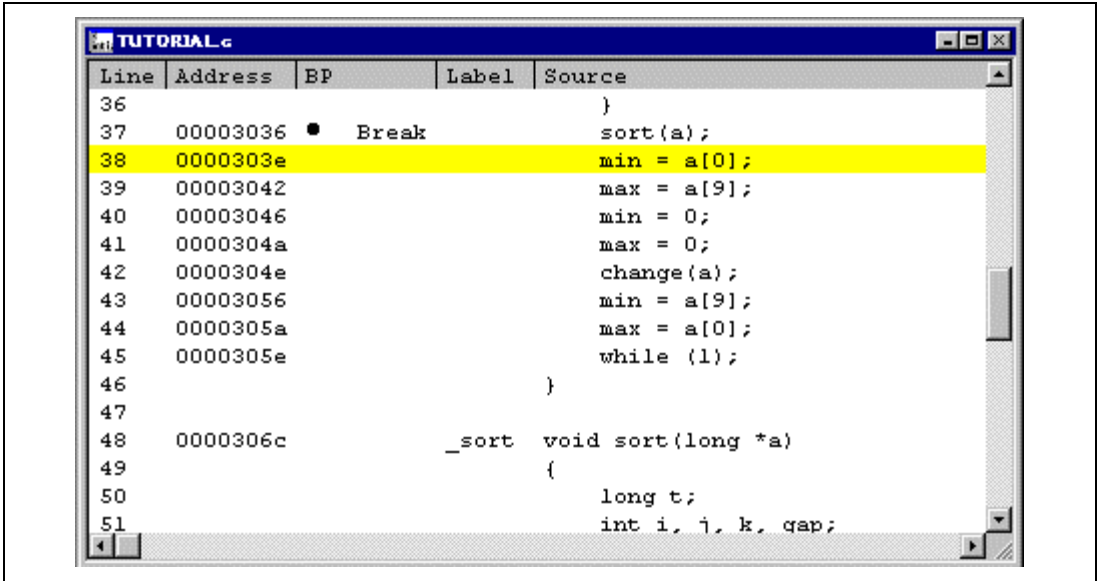 TUTORIAL.c
Line Address BP Label Source
36 }
37 00003036 ● Break sort(a);
38 0000303e min = a[0];
39 00003042 max = a[9];
40 00003046 min = 0;
41 0000304a max = 0;
42 0000304e change(a);
43 00003056 min = a[9];
44 0000305a max = a[0];
45 0000305e while (1);
46 }
47
48 0000306c _sort void sort(long *a)
49 {
50 long t;
51 int i, j, k, gap;